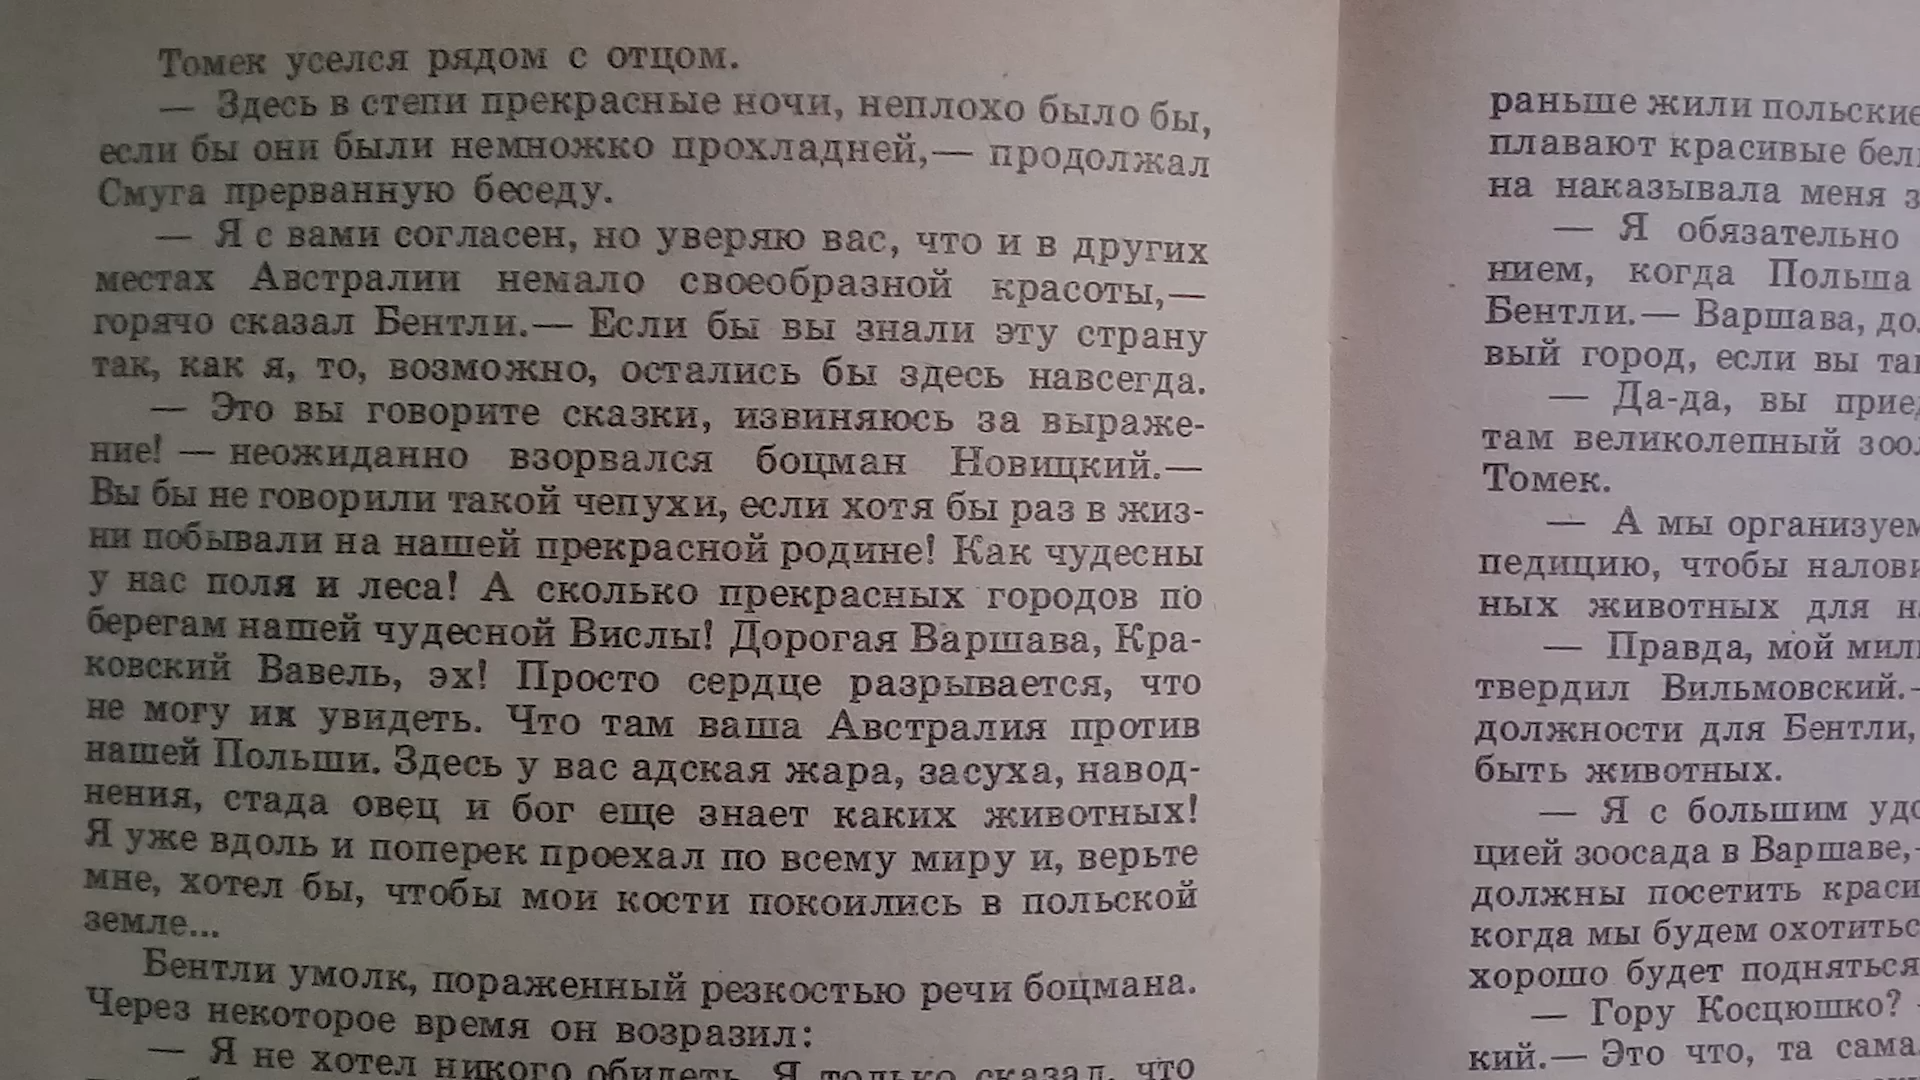 Томек уселся рядом с отцом.
— Здесь в степи прекрасные ночи, неплохо было бы,
если бы они были немножко прохладней,— продолжал
Смуга прерванную беседу.
— Я с вами согласен, но уверяю вас, что и в других
местах Австралии немало своеобразной красоты,—
горячо сказал Бентли.— Если бы вы знали эту страну
так, как я, то, возможно, остались бы здесь навсегда.
— Это вы говорите сказки, извиняюсь за выраже-
ние! — неожиданно взорвался боцман Новицкий.—
Вы бы не говорили такой чепухи, если хотя бы раз в жиз-
ни побывали на нашей прекрасной родине! Как чудесны
у нас поля и леса! А сколько прекрасных городов по
берегам нашей чудесной Вислы! Дорогая Варшава, Кра-
ковский Вавель, эх! Просто сердце разрывается, что
не могу их увидеть. Что там ваша Австралия против
нашей Польши. Здесь у вас адская жара, засуха, навод-
нения, стада овец и бог еще знает каких животных!
Я уже вдоль и поперек проехал по всему миру и, верьте
мне, хотел бы, чтобы мои кости покоились в польской
земле...
Бентли умолк, пораженный резкостью речи боцмана.
Через некоторое время он возразил:
— Я не хотел никого обидеть. Я только сказал, что
раньше жили польские
плавают красивые
на наказывала меня
— Я обязательно
нием, когда Польша
Бентли.— Варшава,
вый город, если вы
— Да-да, вы
там великолепный
Томек.
— А мы организуем
педицию, чтобы
ных животных для
— Правда, мой
твердил Вильмовский.—
должности для Бентли,
быть животных.
— Я с большим
цией зоосада в Варшаве,—
должны посетить
когда мы будем
хорошо будет подняться
— Гору Косцюшко?
кий.— Это что, та